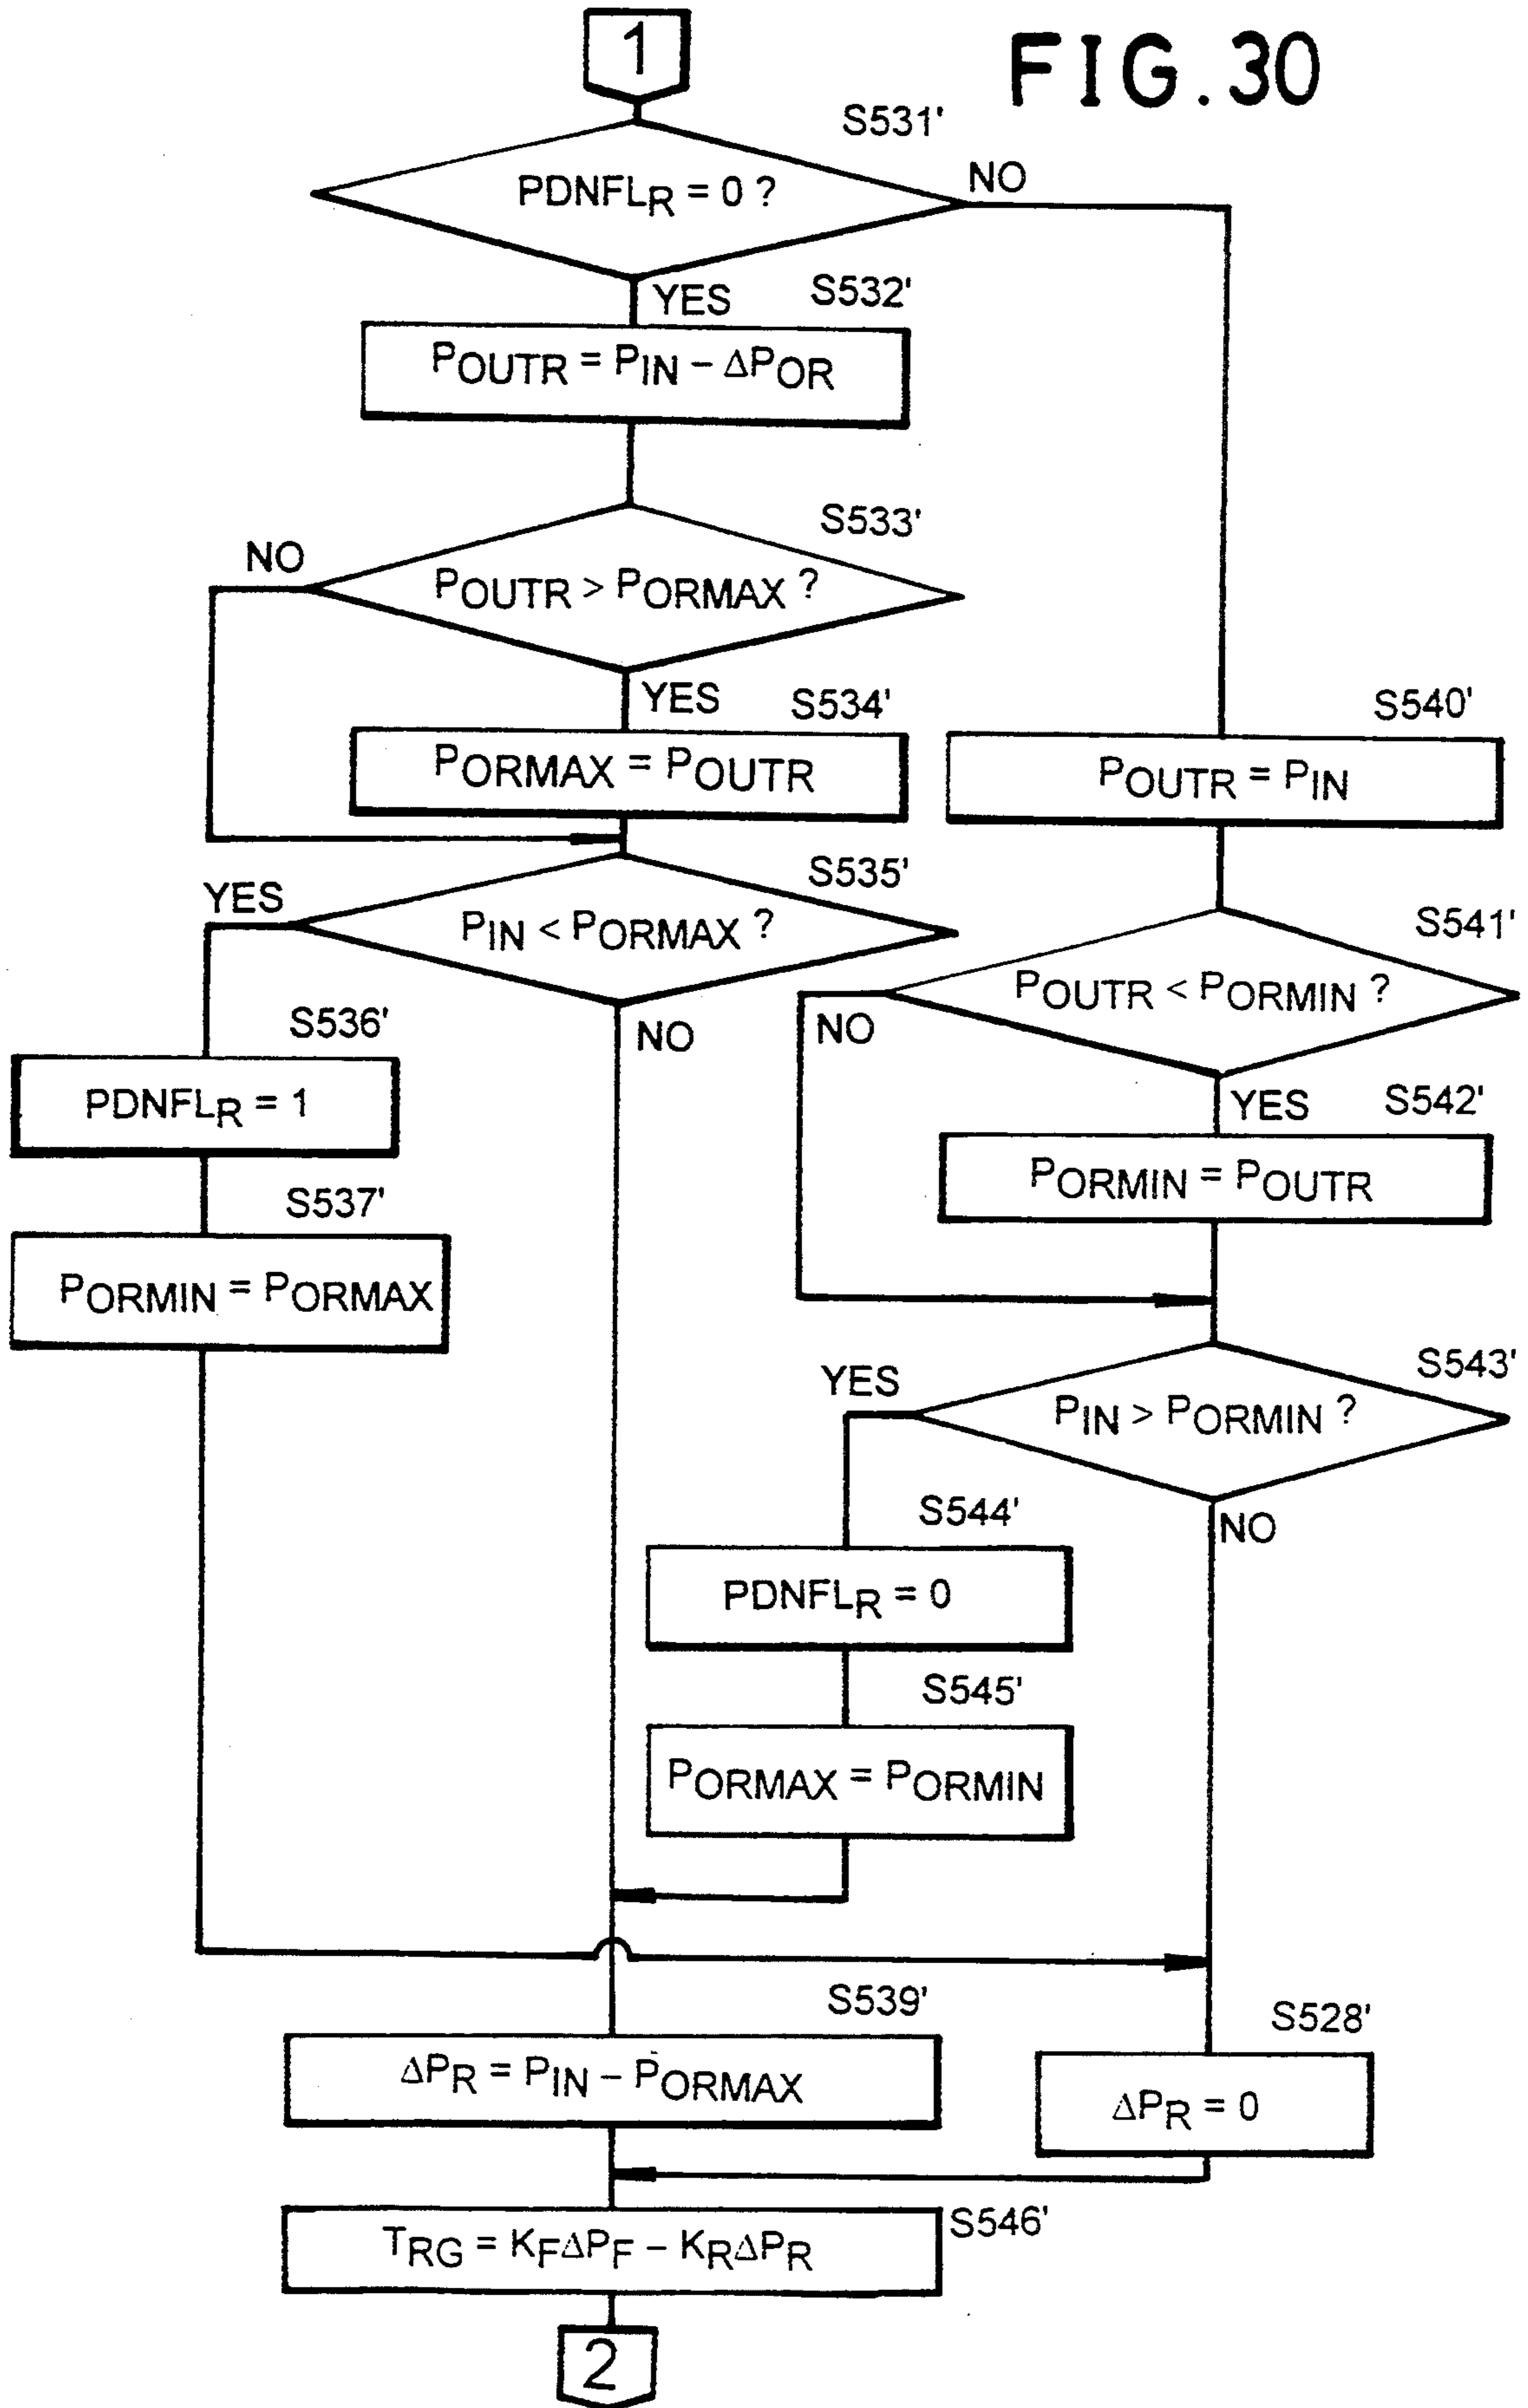 1
FIG.30
S531'
PDNFLR = 0 ?
NO
YES
S532'
POUTR = PIN – ΔPOR
S533'
NO
POUTR > PORMAX ?
YES
S534'
PORMAX = POUTR
S540'
POUTR = PIN
S535'
YES
PIN < PORMAX ?
NO
S541'
POUTR < PORMIN ?
NO
YES
S536'
PDNFLR = 1
S542'
PORMIN = POUTR
S537'
PORMIN = PORMAX
S543'
YES
PIN > PORMIN ?
NO
S544'
PDNFLR = 0
S545'
PORMAX = PORMIN
S539'
ΔPR = PIN – PORMAX
S528'
ΔPR = 0
S546'
TRG = KFΔPF – KRΔPR
2